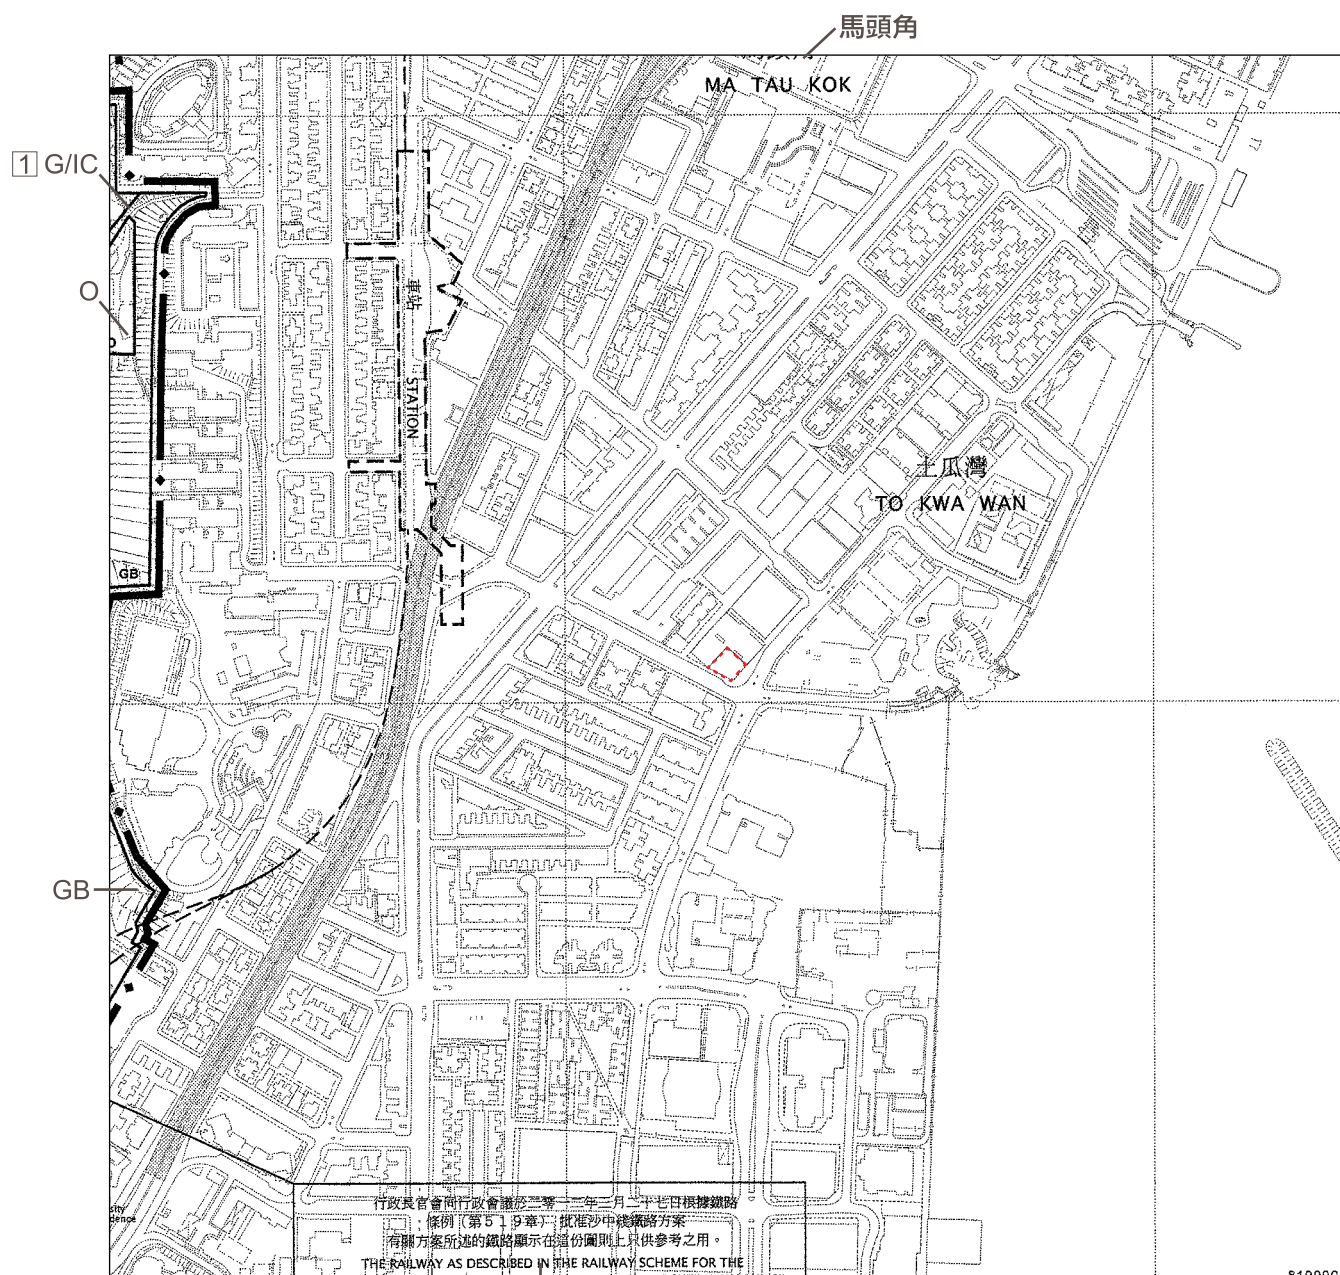 馬頭角
MA TAU KOK
1 G/IC
O
車站
STATION
土瓜灣
TO KWA WAN
GB
GB
行政長官會同行政會議於二零一二年三月二十七日根據鐵路
條例（第５１９章）批准沙中綫鐵路方案
有關方案所述的鐵路顯示在這份圖則上只供參考之用。
THE RAILWAY AS DESCRIBED IN THE RAILWAY SCHEME FOR THE